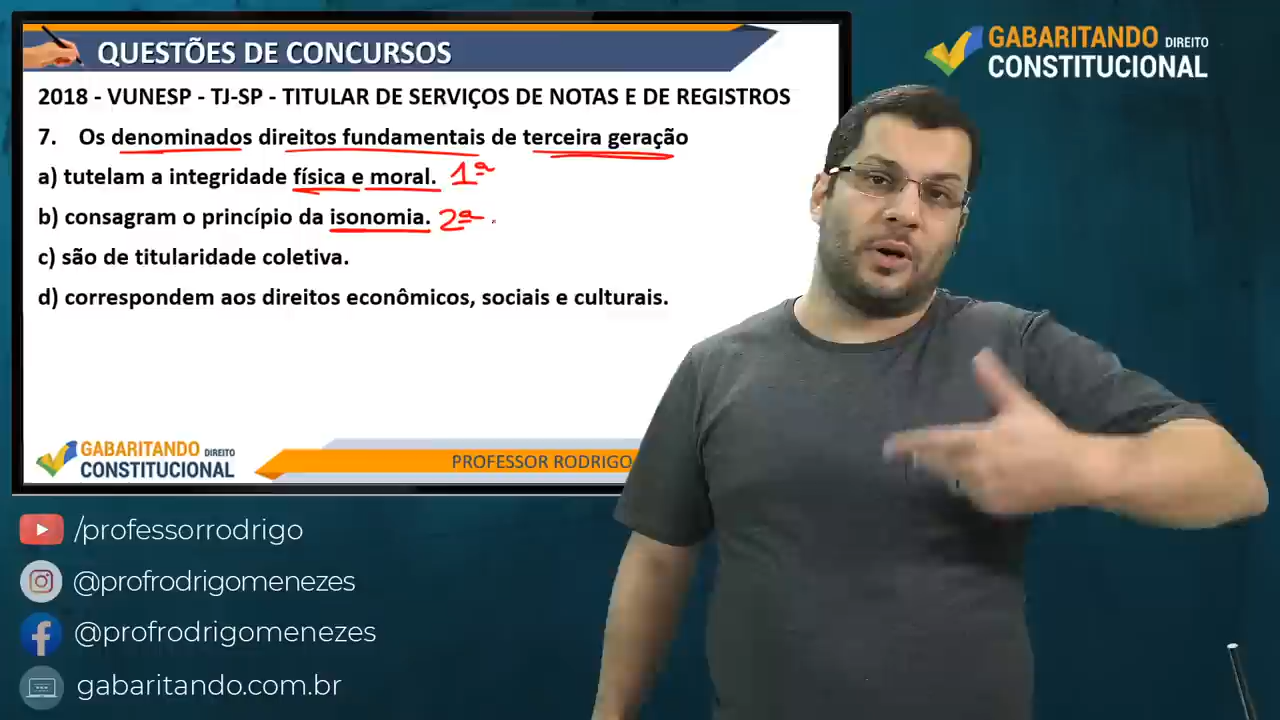 QUESTÕES DE CONCURSOS
GABARITANDO DIREITO
CONSTITUCIONAL
2018 - VUNESP - TJ-SP - TITULAR DE SERVIÇOS DE NOTAS E DE REGISTROS
7. Os denominados direitos fundamentais de terceira geração
a) tutelam a integridade física e moral. 1ª
b) consagram o princípio da isonomia. 2ª
c) são de titularidade coletiva.
d) correspondem aos direitos econômicos, sociais e culturais.
GABARITANDO DIREITO
CONSTITUCIONAL
PROFESSOR RODRIGO
/professorrodrigo
@profrodrigomenezes
@profrodrigomenezes
gabaritando.com.br